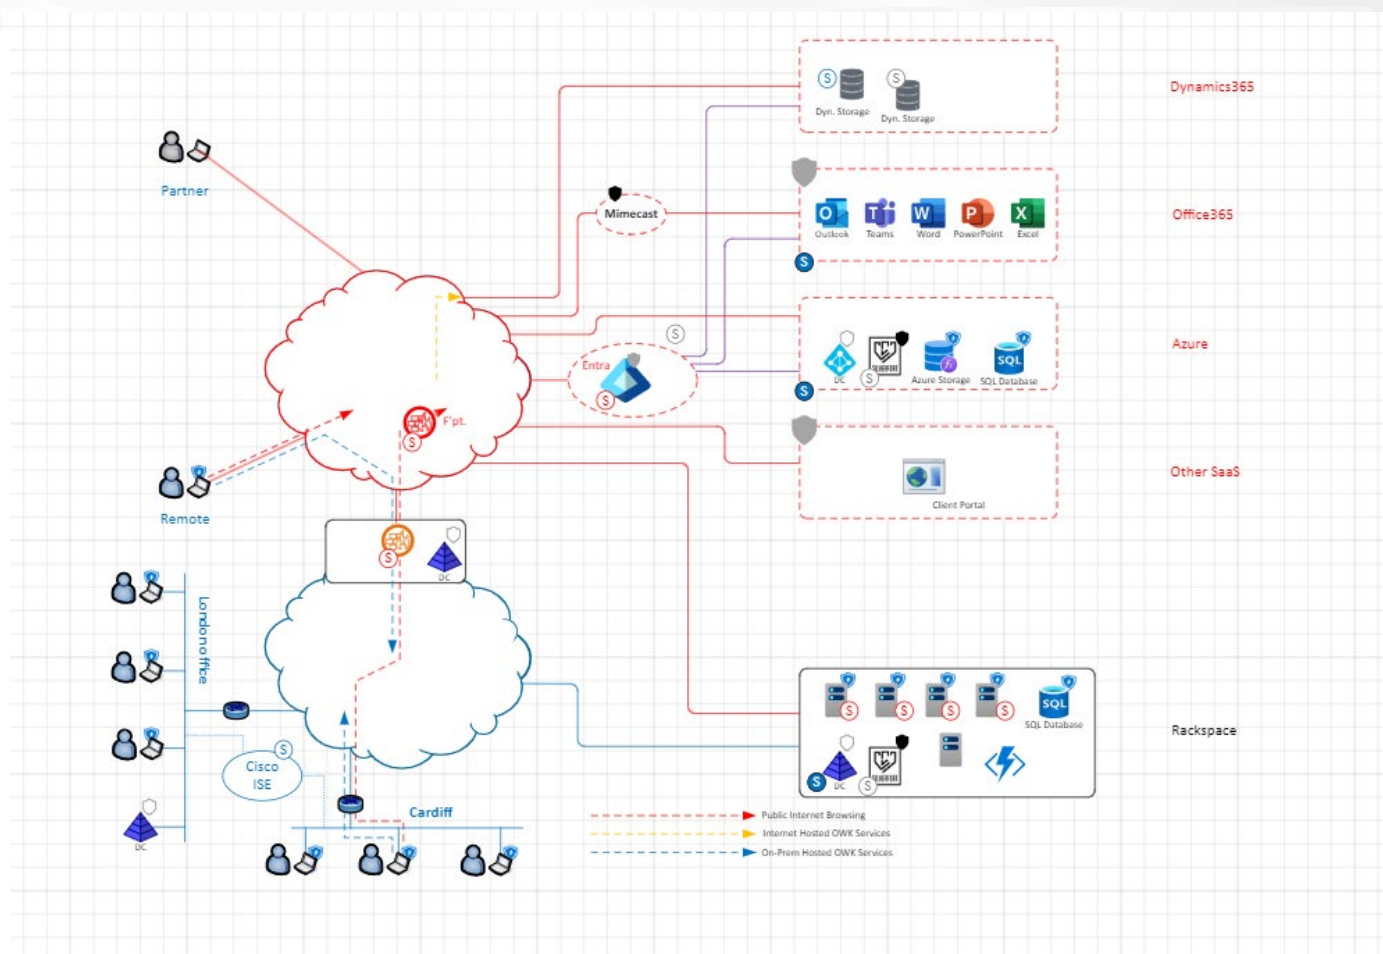 Dynamics365
S
S
Dyn. Storage
Dyn. Storage
Partner
Mimecast
Outlook
Teams
Word
PowerPoint
Excel
Office365
S
S
Entra
S
DC
S
Azure Storage
SQL
SQL Database
S
Azure
F'pt.
S
Client Portal
Other SaaS
Remote
S
DC
London office
S
S
S
S
SQL
SQL Database
Rackspace
S
DC
S
S
Cisco
ISE
DC
Cardiff
Public Internet Browsing
Internet Hosted OWK Services
On-Prem Hosted OWK Services